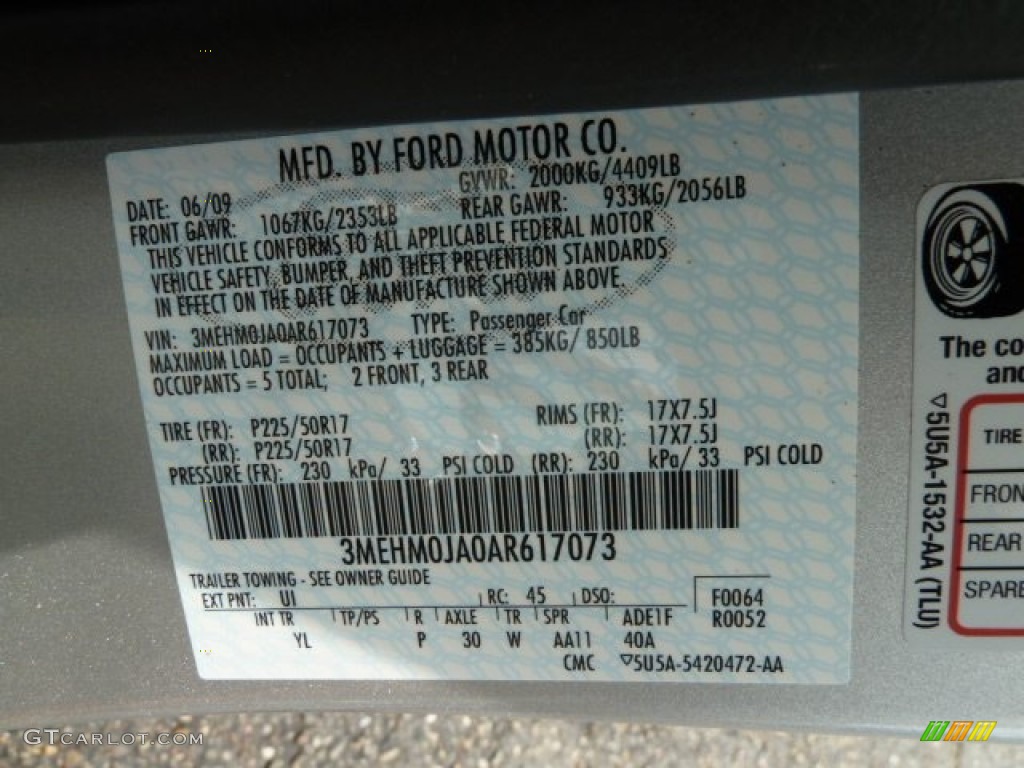 MFD. BY FORD MOTOR CO.
DATE: 06/09 GVWR: 2000KG/4409LB
FRONT GAWR: 1067KG/2353LB REAR GAWR: 933KG/2056LB
THIS VEHICLE CONFORMS TO ALL APPLICABLE FEDERAL MOTOR
VEHICLE SAFETY, BUMPER, AND THEFT PREVENTION STANDARDS
IN EFFECT ON THE DATE OF MANUFACTURE SHOWN ABOVE.
VIN: 3MEHM0JA0AR617073 TYPE: Passenger Car
MAXIMUM LOAD = OCCUPANTS + LUGGAGE = 385KG/ 850LB
OCCUPANTS = 5 TOTAL; 2 FRONT, 3 REAR
TIRE (FR): P225/50R17 RIMS (FR): 17X7.5J
(RR): P225/50R17 (RR): 17X7.5J
PRESSURE (FR): 230 kPa/ 33 PSI COLD (RR): 230 kPa/ 33 PSI COLD
3MEHM0JA0AR617073
TRAILER TOWING - SEE OWNER GUIDE
EXT PNT: UI RC: 45 DSO: F0064
INT TR TP/PS R AXLE TR SPR ADE1F R0052
YL P 30 W AA11 40A
CMC ▽5U5A-5420472-AA
The co
and
▽5U5A-1532-AA (TLU)
TIRE
FRON
REAR
SPARE
GTCARLOT.COM